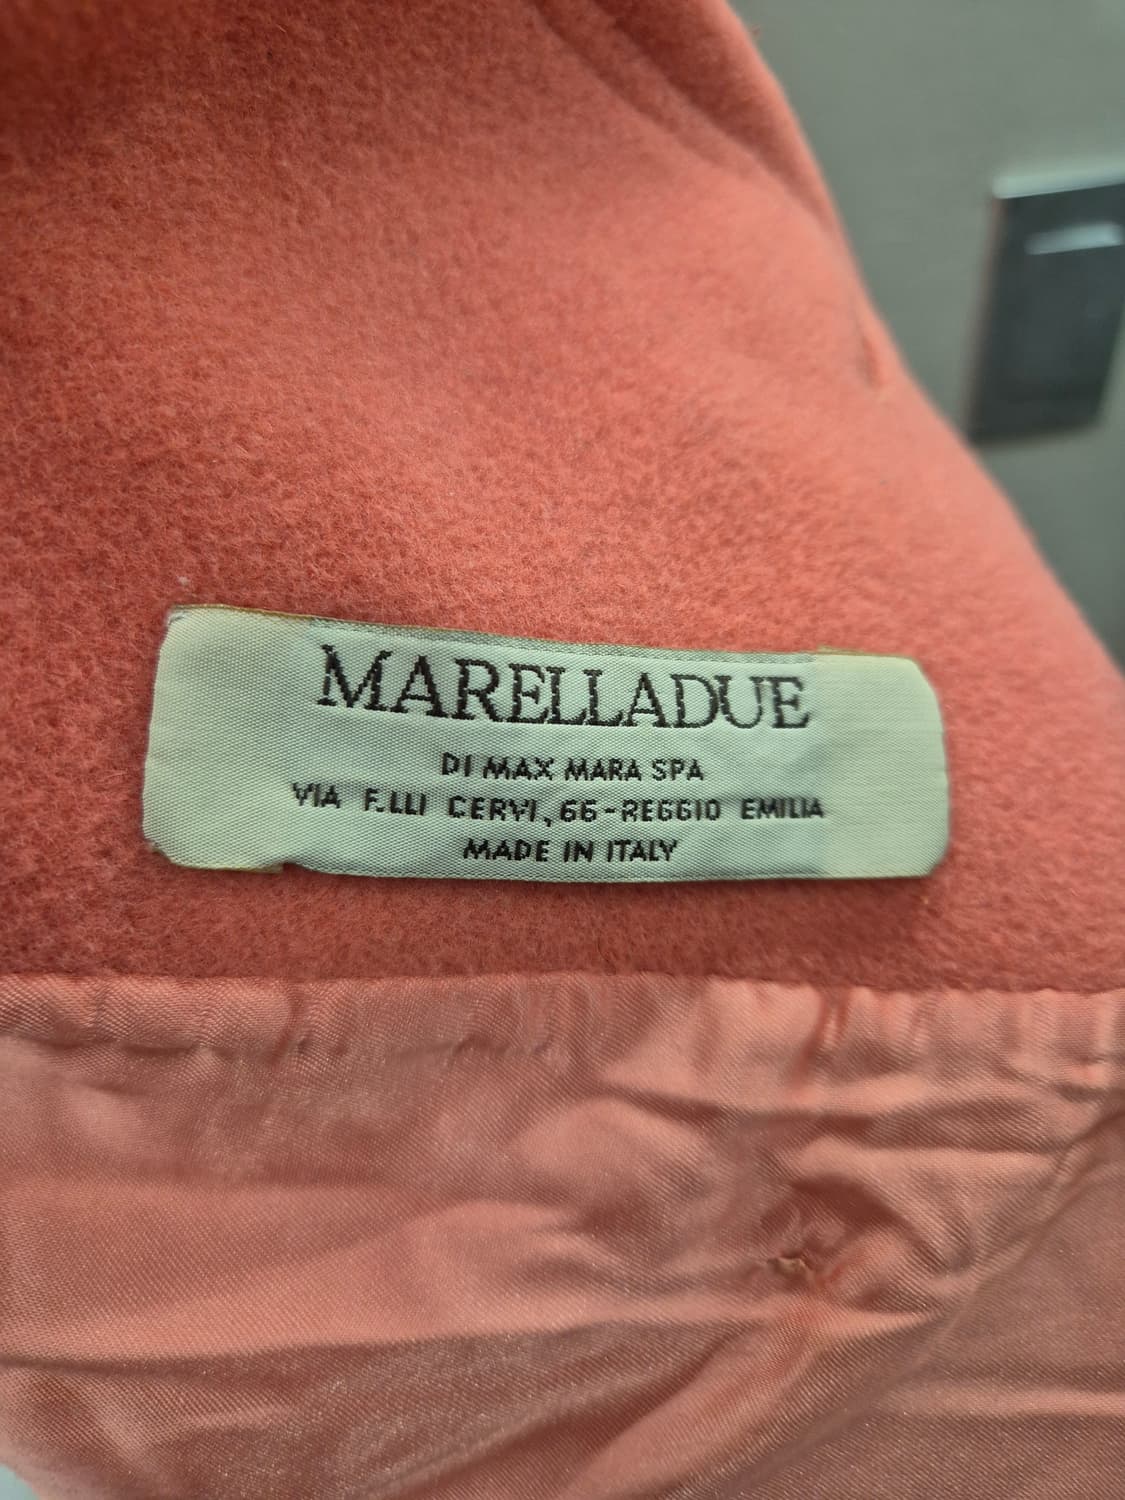 MARELLADUE
DI MAX MARA SPA
VIA F.LLI CERVI, 66-REGGIO EMILIA
MADE IN ITALY